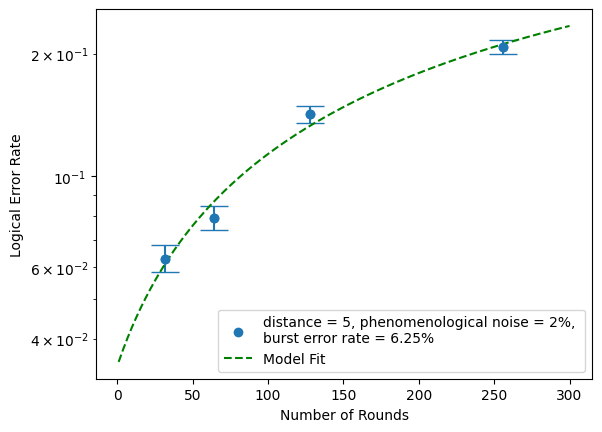 Logical Error Rate
2 × 10⁻¹
10⁻¹
6 × 10⁻²
4 × 10⁻²
distance = 5, phenomenological noise = 2%,
burst error rate = 6.25%
Model Fit
0 50 100 150 200 250 300
Number of Rounds